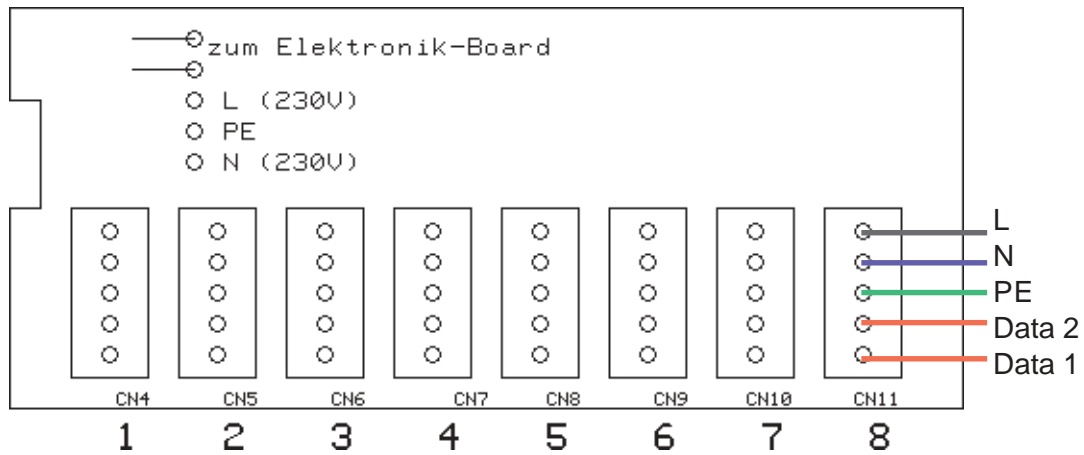 zum Elektronik-Board
L (230V)
PE
N (230V)
L
N
PE
Data 2
Data 1
CN4 CN5 CN6 CN7 CN8 CN9 CN10 CN11
1 2 3 4 5 6 7 8